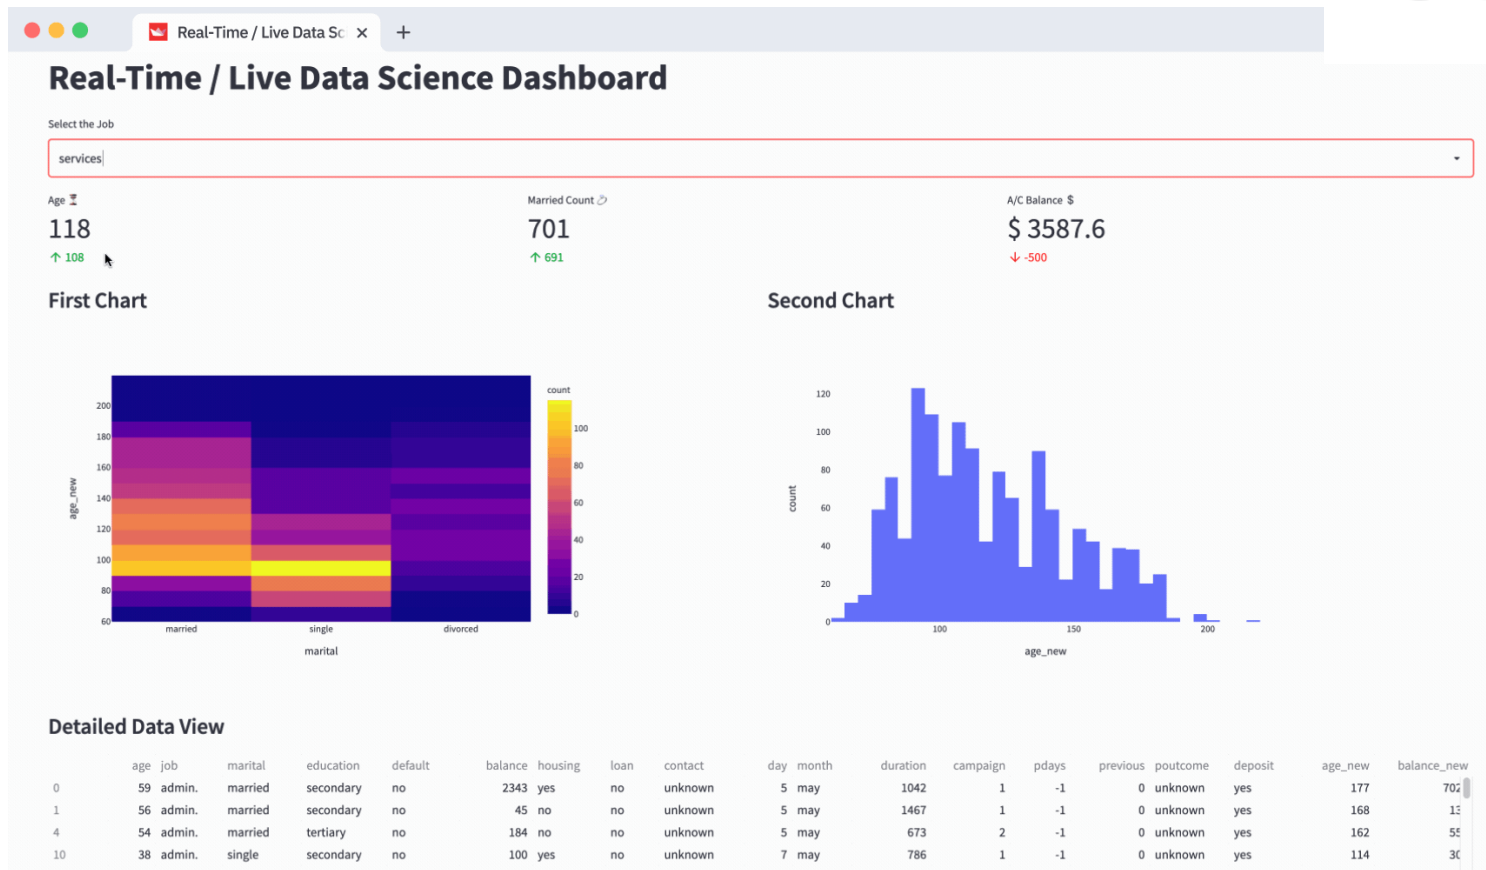 Real-Time / Live Data Sc
Real-Time / Live Data Science Dashboard
Select the Job
services
Age
118
↑ 108
Married Count
701
↑ 691
A/C Balance $
$ 3587.6
↓ -500
First Chart
age_new
200
180
160
140
120
100
80
60
married single divorced
marital
count
100
80
60
40
20
0
Second Chart
count
120
100
80
60
40
20
0
100 150 200
age_new
Detailed Data View
age job marital education default balance housing loan contact day month duration campaign pdays previous poutcome deposit age_new balance_new
0 59 admin. married secondary no 2343 yes no unknown 5 may 1042 1 -1 0 unknown yes 177 702
1 56 admin. married secondary no 45 no no unknown 5 may 1467 1 -1 0 unknown yes 168 13
4 54 admin. married tertiary no 184 no no unknown 5 may 673 2 -1 0 unknown yes 162 55
10 38 admin. single secondary no 100 yes no unknown 7 may 786 1 -1 0 unknown yes 114 30